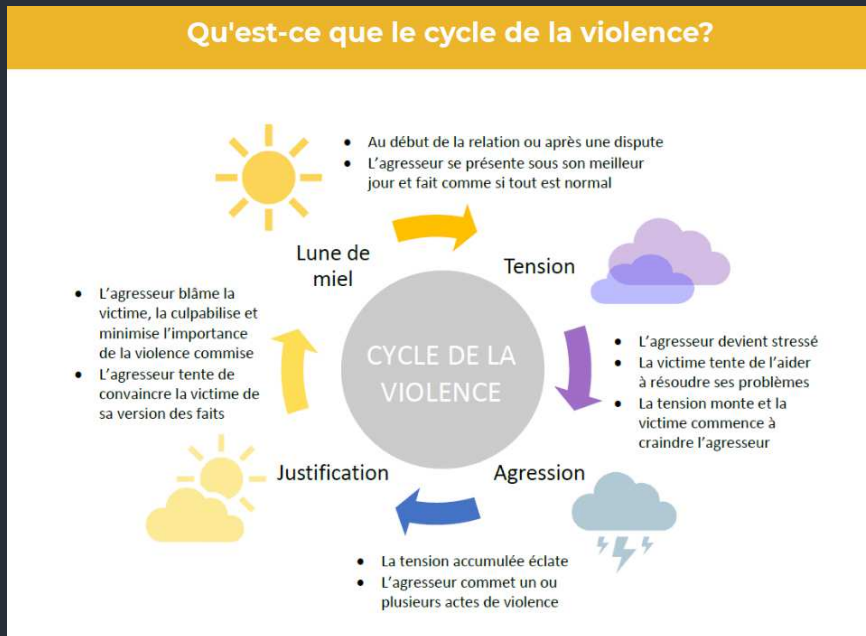 Qu'est-ce que le cycle de la violence?
• Au début de la relation ou après une dispute
• L'agresseur se présente sous son meilleur
jour et fait comme si tout est normal
Lune de
miel
Tension
• L'agresseur devient stressé
• La victime tente de l'aider
à résoudre ses problèmes
• La tension monte et la
victime commence à
craindre l'agresseur
CYCLE DE LA
VIOLENCE
Agression
• La tension accumulée éclate
• L'agresseur commet un ou
plusieurs actes de violence
Justification
• L'agresseur blâme la
victime, la culpabilise et
minimise l'importance
de la violence commise
• L'agresseur tente de
convaincre la victime de
sa version des faits